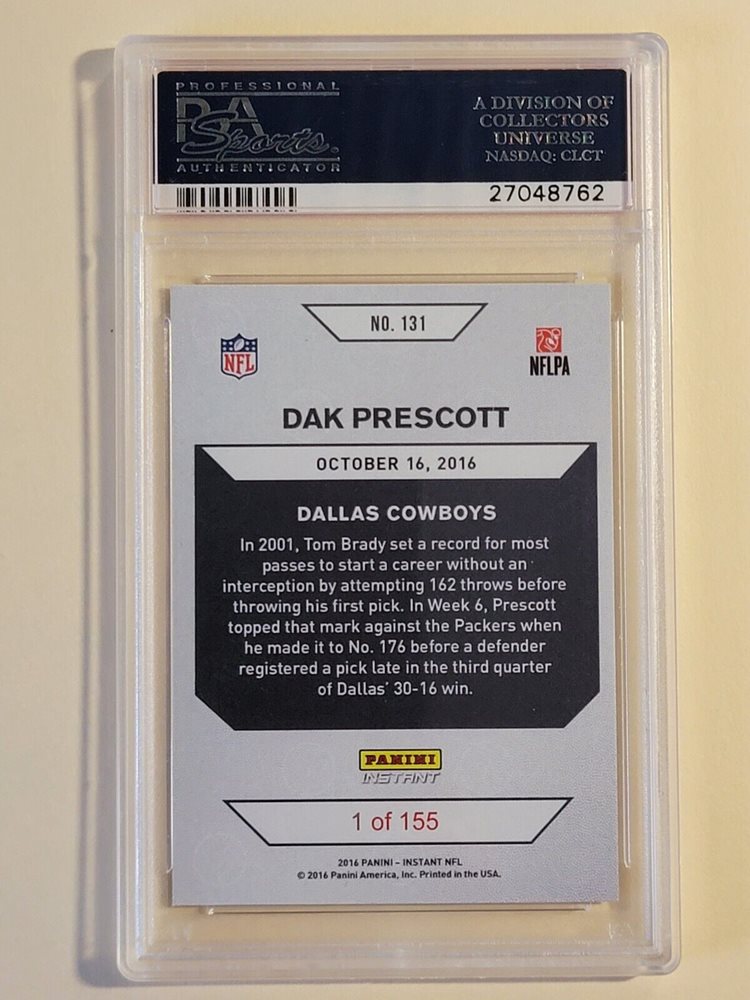 PROFESSIONAL
PSA
Sports
AUTHENTICATOR
A DIVISION OF
COLLECTORS
UNIVERSE
NASDAQ: CLCT
27048762
NO. 131
NFL
NFLPA
DAK PRESCOTT
OCTOBER 16, 2016
DALLAS COWBOYS
In 2001, Tom Brady set a record for most
passes to start a career without an
interception by attempting 162 throws before
throwing his first pick. In Week 6, Prescott
topped that mark against the Packers when
he made it to No. 176 before a defender
registered a pick late in the third quarter
of Dallas' 30-16 win.
PANINI
INSTANT
1 of 155
2016 PANINI – INSTANT NFL
© 2016 Panini America, Inc. Printed in the USA.